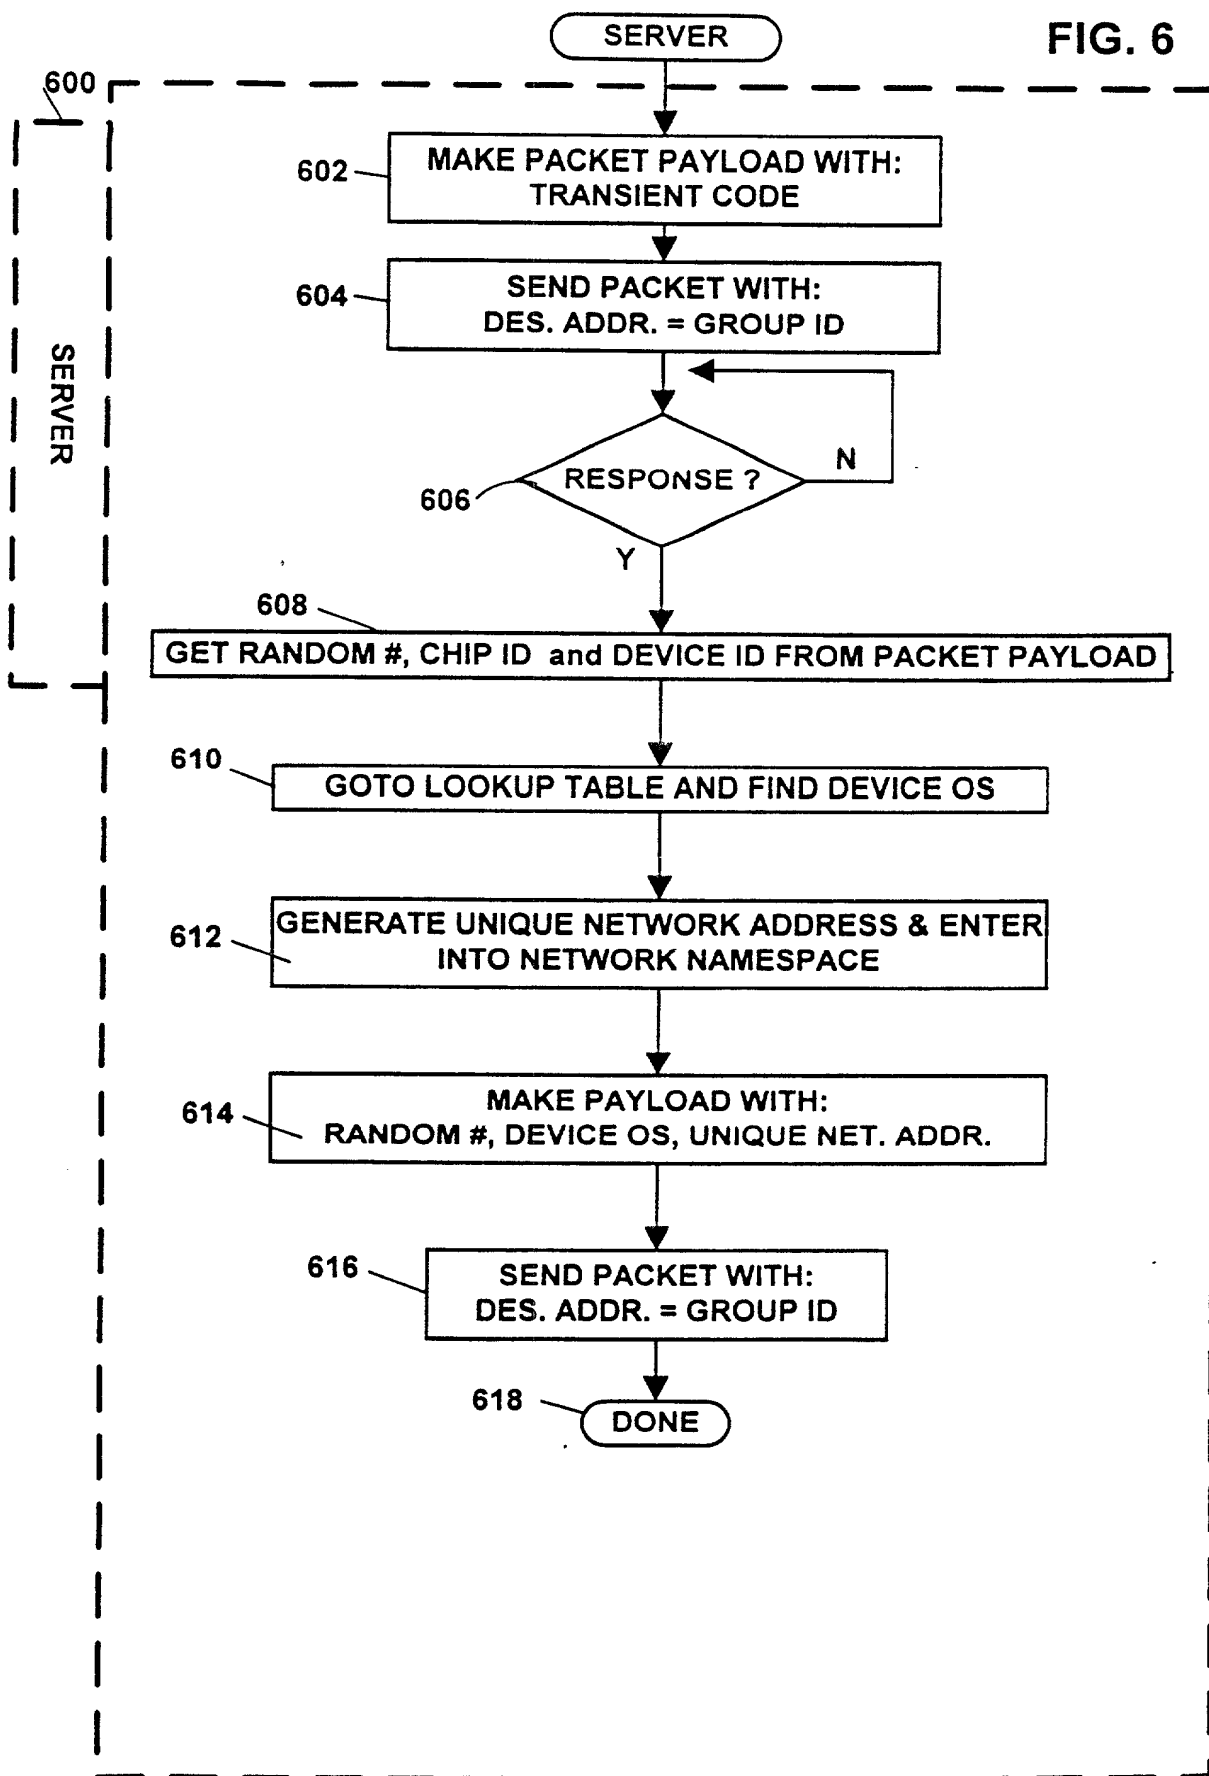 SERVER
FIG. 6
600
602
MAKE PACKET PAYLOAD WITH:
TRANSIENT CODE
604
SEND PACKET WITH:
DES. ADDR. = GROUP ID
SERVER
606
RESPONSE ?
N
Y
608
GET RANDOM #, CHIP ID and DEVICE ID FROM PACKET PAYLOAD
610
GOTO LOOKUP TABLE AND FIND DEVICE OS
612
GENERATE UNIQUE NETWORK ADDRESS & ENTER
INTO NETWORK NAMESPACE
614
MAKE PAYLOAD WITH:
RANDOM #, DEVICE OS, UNIQUE NET. ADDR.
616
SEND PACKET WITH:
DES. ADDR. = GROUP ID
618
DONE